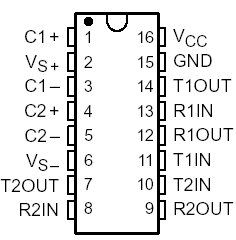 C1+ 1 16 VCC
VS+ 2 15 GND
C1− 3 14 T1OUT
C2+ 4 13 R1IN
C2− 5 12 R1OUT
VS− 6 11 T1IN
T2OUT 7 10 T2IN
R2IN 8 9 R2OUT